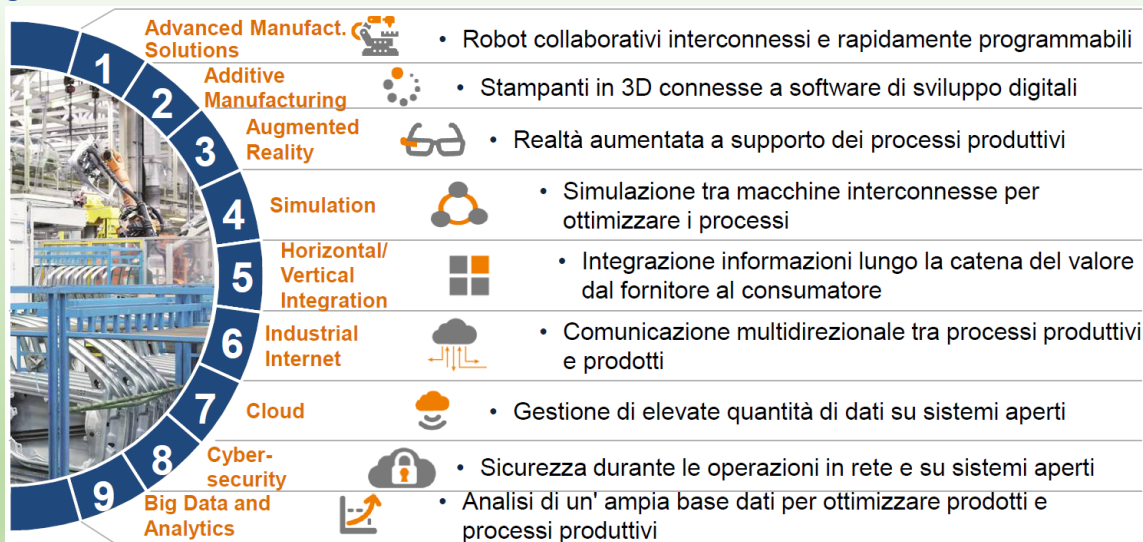 1
Advanced Manufact.
Solutions
• Robot collaborativi interconnessi e rapidamente programmabili
2
Additive
Manufacturing
• Stampanti in 3D connesse a software di sviluppo digitali
3
Augmented
Reality
• Realtà aumentata a supporto dei processi produttivi
4
Simulation
• Simulazione tra macchine interconnesse per
ottimizzare i processi
5
Horizontal/
Vertical
Integration
• Integrazione informazioni lungo la catena del valore
dal fornitore al consumatore
6
Industrial
Internet
• Comunicazione multidirezionale tra processi produttivi
e prodotti
7
Cloud
• Gestione di elevate quantità di dati su sistemi aperti
8
Cyber-
security
• Sicurezza durante le operazioni in rete e su sistemi aperti
9
Big Data and
Analytics
• Analisi di un' ampia base dati per ottimizzare prodotti e
processi produttivi